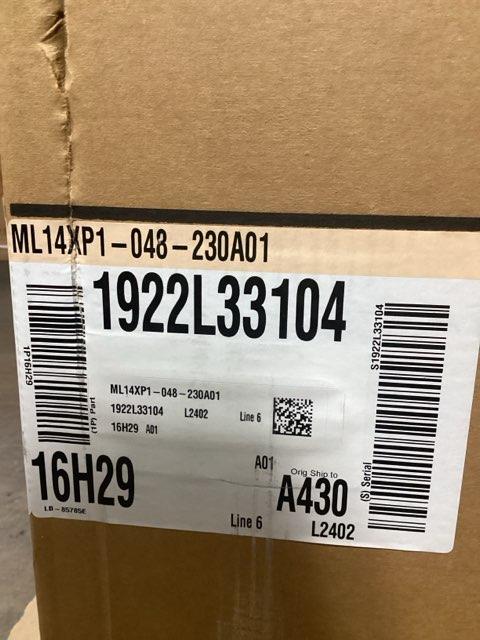 ML14XP1-048-230A01
1922L33104
1P16H29
(1P) Part
ML14XP1-048-230A01
1922L33104 L2402 Line 6
16H29 A01
S1922L33104
(S) Serial
16H29
LB-85785E
A01
Orig Ship to
A430
Line 6
L2402